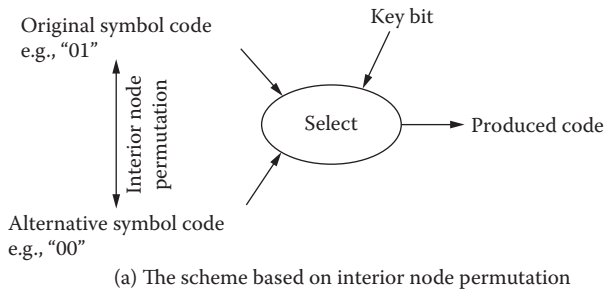 Original symbol code
e.g., “01”
Key bit
Interior node
permutation
Select
Produced code
Alternative symbol code
e.g., “00”
(a) The scheme based on interior node permutation